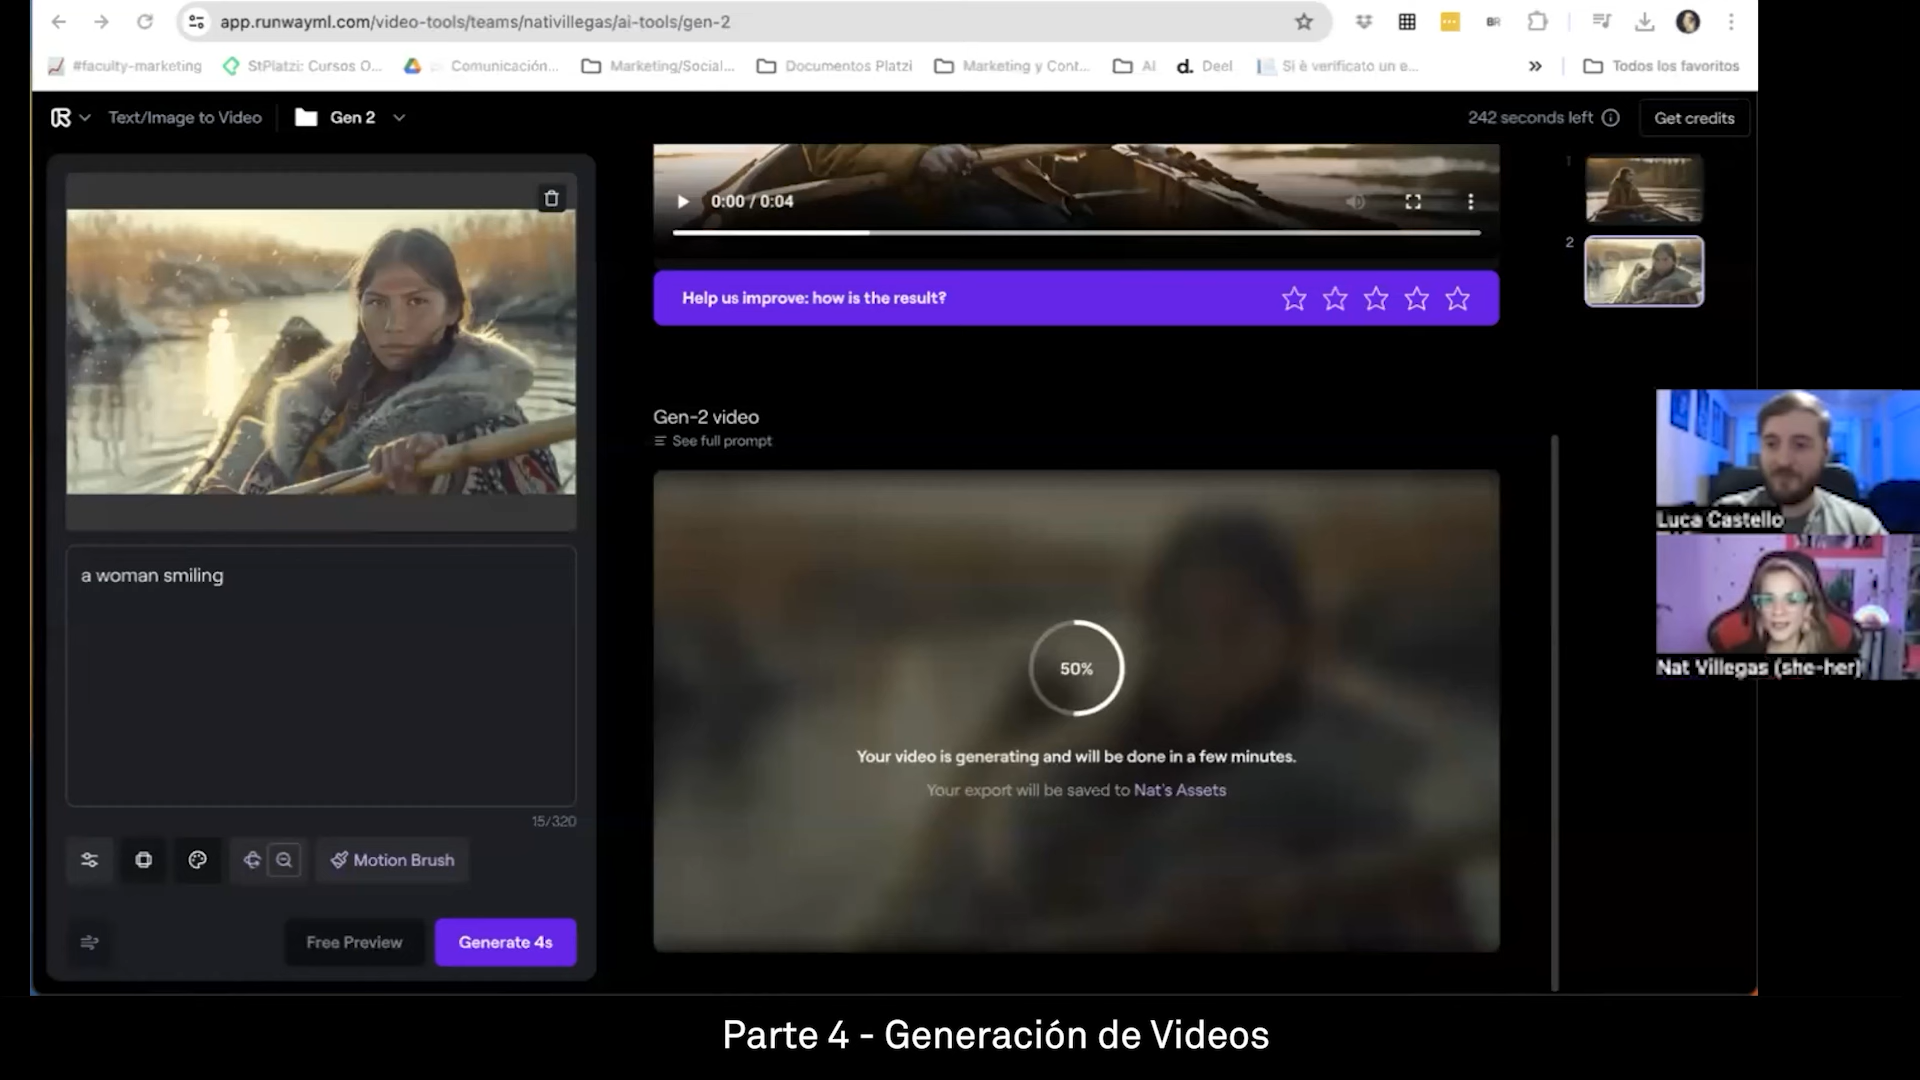 app.runwayml.com/video-tools/teams/nativillegas/ai-tools/gen-2
#faculty-marketing
StPlatzi: Cursos O...
Comunicación...
Marketing/Social...
Documentos Platzi
Marketing y Cont...
AI
d. Deel
Si è verificato un e...
»
Todos los favoritos
Text/Image to Video
Gen 2
242 seconds left
Get credits
0:00 / 0:04
1
2
Help us improve: how is the result?
Gen-2 video
See full prompt
a woman smiling
15/320
50%
Your video is generating and will be done in a few minutes.
Your export will be saved to Nat's Assets
Motion Brush
Free Preview
Generate 4s
Luca Castello
Nat Villegas (she-her)
Parte 4 - Generación de Videos